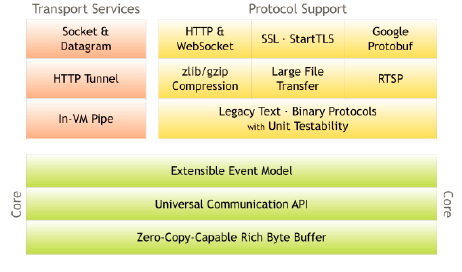 Transport Services
Protocol Support
Socket &
Datagram
HTTP Tunnel
In-VM Pipe
HTTP &
WebSocket
SSL · StartTLS
Google
Protobuf
zlib/gzip
Compression
Large File
Transfer
RTSP
Legacy Text · Binary Protocols
with Unit Testability
Core
Extensible Event Model
Universal Communication API
Zero-Copy-Capable Rich Byte Buffer
Core